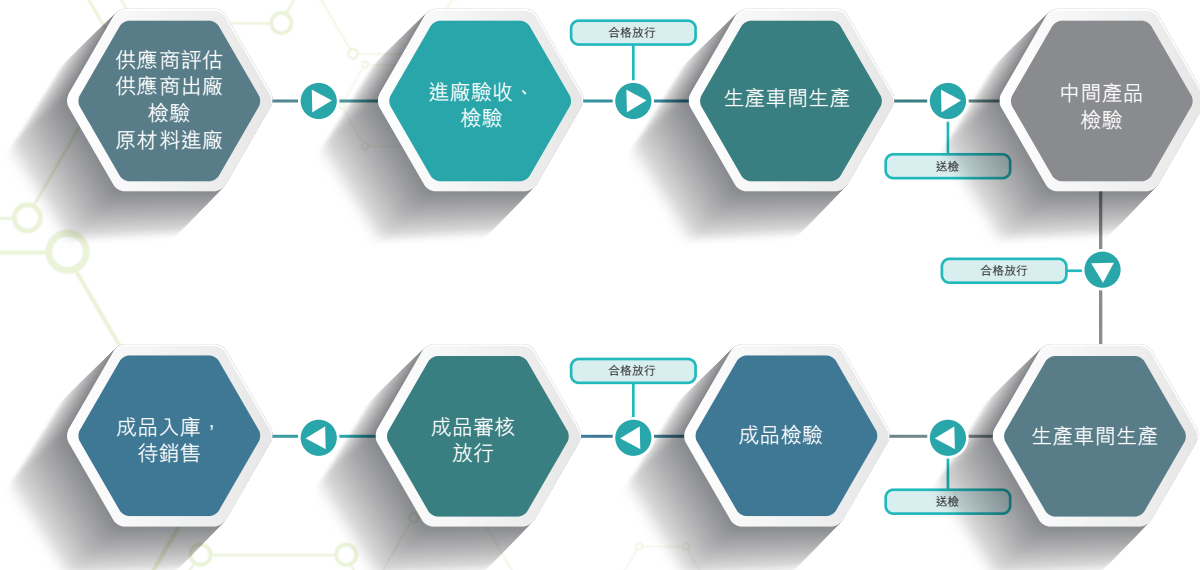 供應商評估
供應商出廠
檢驗
原材料進廠
進廠驗收、
檢驗
合格放行
生產車間生產
送檢
中間產品
檢驗
合格放行
生產車間生產
送檢
成品檢驗
合格放行
成品審核
放行
成品入庫，
待銷售